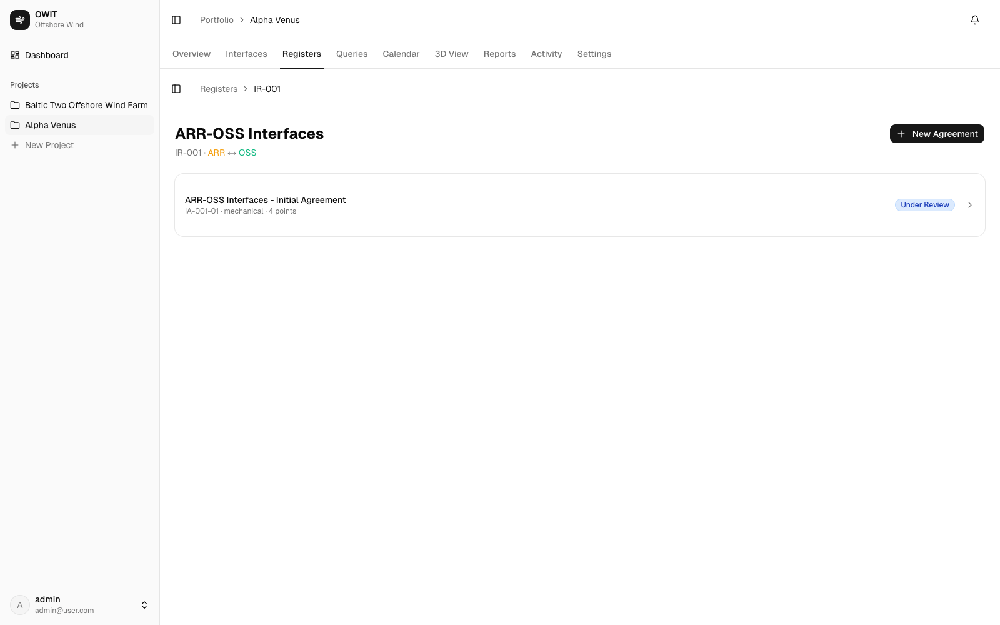 OWIT
Offshore Wind
Dashboard
Projects
Baltic Two Offshore Wind Farm
Alpha Venus
New Project
A
admin
admin@user.com
Portfolio > Alpha Venus
Overview Interfaces Registers Queries Calendar 3D View Reports Activity Settings
Registers > IR-001
ARR-OSS Interfaces
New Agreement
IR-001 · ARR ↔ OSS
ARR-OSS Interfaces - Initial Agreement
IA-001-01 · mechanical · 4 points
Under Review